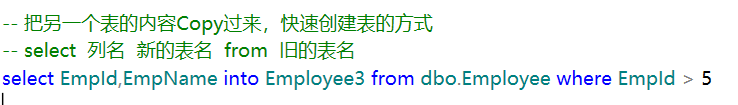 -- 把另一个表的内容Copy过来，快速创建表的方式
-- select  列名  新的表名  from  旧的表名
select EmpId,EmpName into Employee3 from dbo.Employee where EmpId > 5